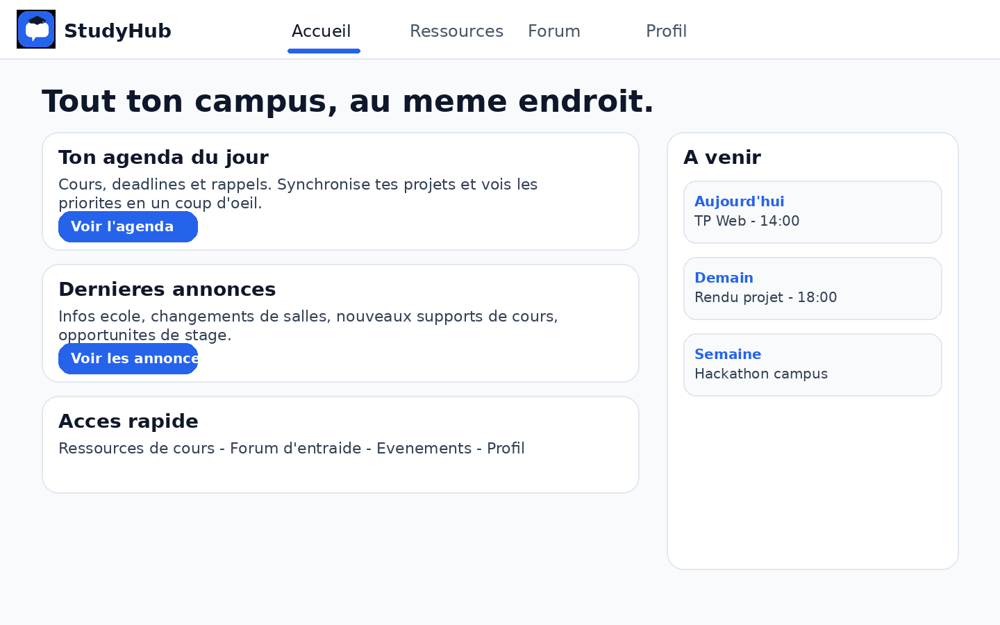 StudyHub
Accueil
Ressources
Forum
Profil
Tout ton campus, au meme endroit.
Ton agenda du jour
Cours, deadlines et rappels. Synchronise tes projets et vois les
priorites en un coup d'oeil.
Voir l'agenda
Dernieres annonces
Infos ecole, changements de salles, nouveaux supports de cours,
opportunites de stage.
Voir les annonce
Acces rapide
Ressources de cours - Forum d'entraide - Evenements - Profil
A venir
Aujourd'hui
TP Web - 14:00
Demain
Rendu projet - 18:00
Semaine
Hackathon campus